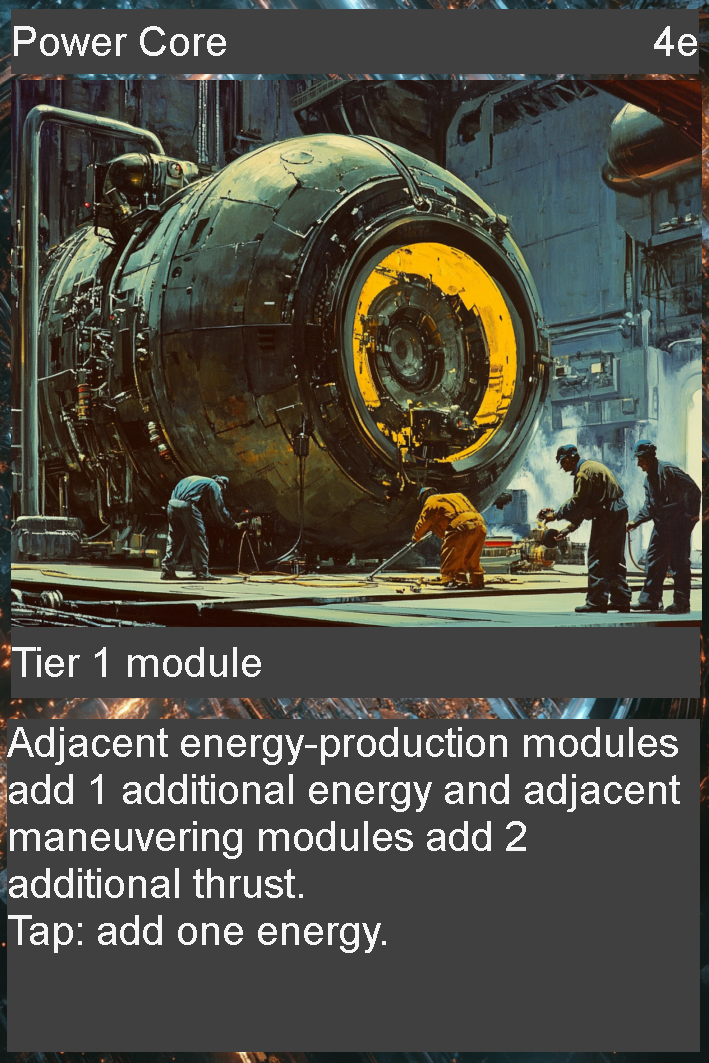 Power Core 4e
Tier 1 module
Adjacent energy-production modules
add 1 additional energy and adjacent
maneuvering modules add 2
additional thrust.
Tap: add one energy.